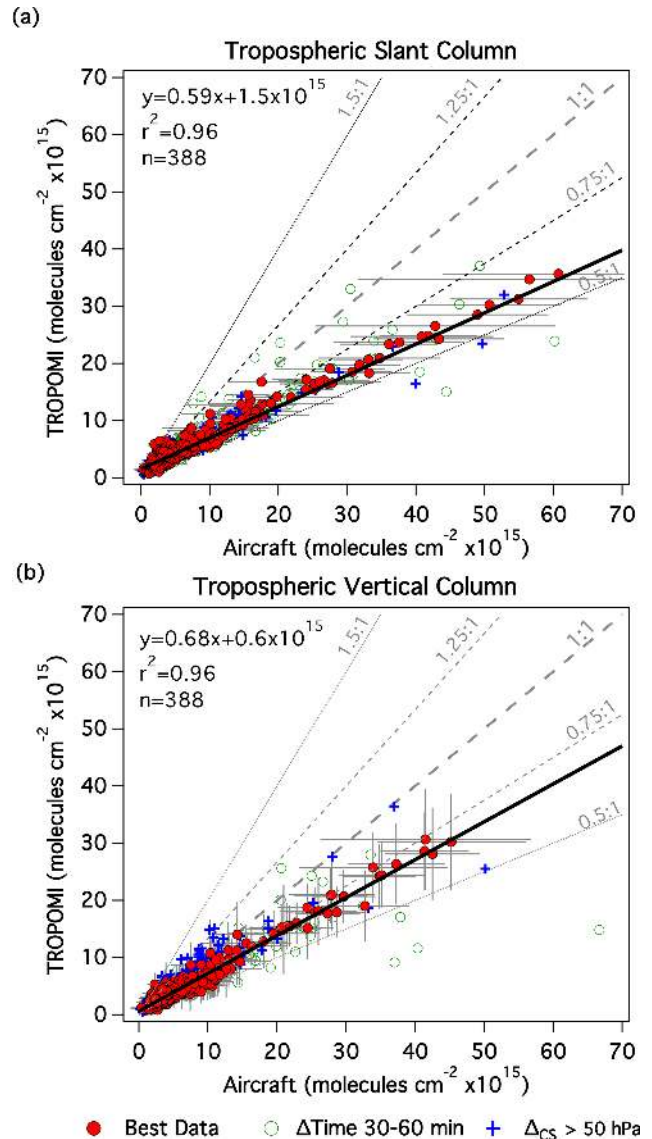 (a)
Tropospheric Slant Column
70
60
50
40
30
20
10
0
TROPOMI (molecules cm-2 x10^15)
y=0.59x+1.5x10^15
r^2=0.96
n=388
1.5:1
1.25:1
1:1
0.75:1
0.5:1
0 10 20 30 40 50 60 70
Aircraft (molecules cm^-2 x10^15)
(b)
Tropospheric Vertical Column
70
60
50
40
30
20
10
0
TROPOMI (molecules cm^-2 x10^15)
y=0.68x+0.6x10^15
r^2=0.96
n=388
1.5:1
1.25:1
1:1
0.75:1
0.5:1
0 10 20 30 40 50 60 70
Aircraft (molecules cm^-2 x10^15)
Best Data ΔTime 30-60 min ΔCS > 50 hPa